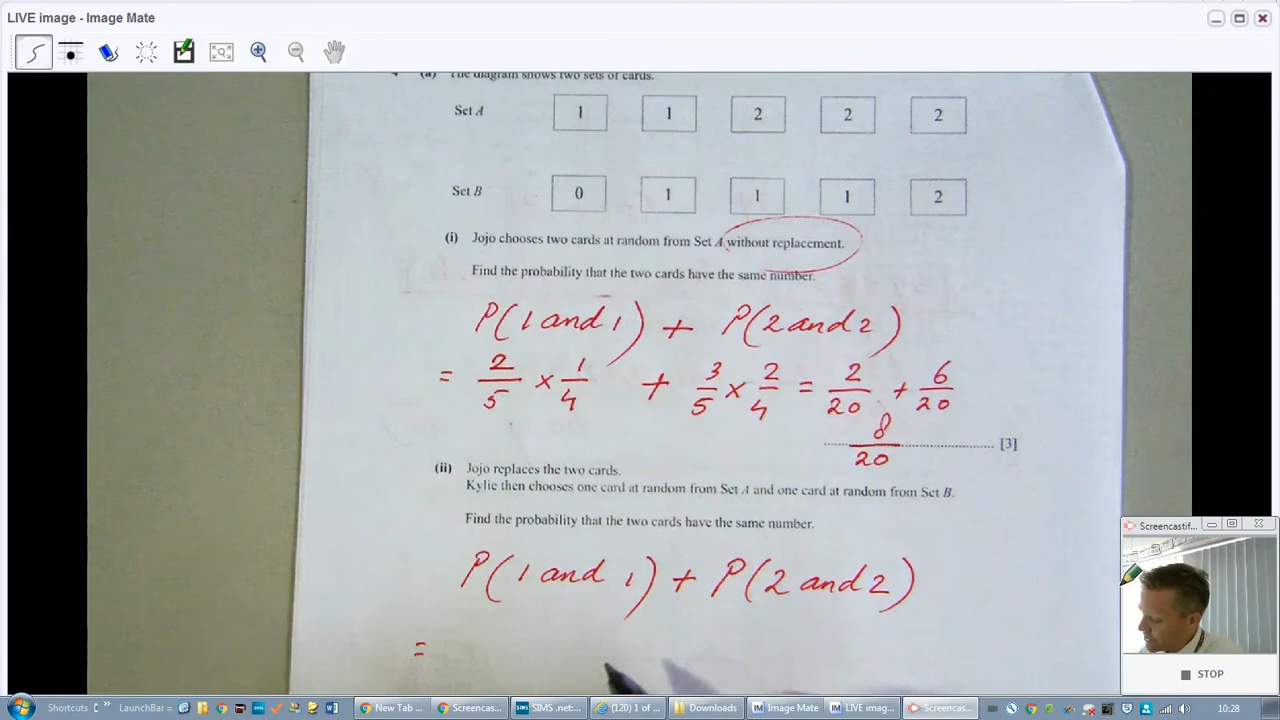 LIVE image - Image Mate
(a) The diagram shows two sets of cards.
Set A 1 1 2 2 2
Set B 0 1 1 1 2
(i) Jojo chooses two cards at random from Set A without replacement.
Find the probability that the two cards have the same number.
P(1 and 1) + P(2 and 2)
= 2/5 × 1/4 + 3/5 × 2/4 = 2/20 + 6/20
8/20 [3]
(ii) Jojo replaces the two cards.
Kylie then chooses one card at random from Set A and one card at random from Set B.
Find the probability that the two cards have the same number.
P(1 and 1) + P(2 and 2)
=
Screencastif...
STOP
Shortcuts LaunchBar New Tab Screencas... SIMS .net:... (120) 1 of ... Downloads Image Mate LIVE imag... Screencas... 10:28